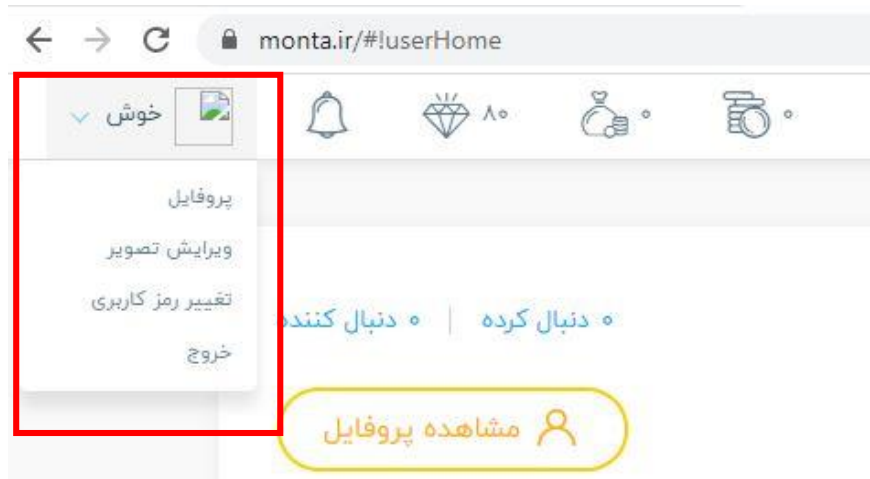 monta.ir/#!userHome
۰ ۰ ۸۰ خوش
پروفایل
ویرایش تصویر
تغییر رمز کاربری
خروج
۰ دنبال کرده | ۰ دنبال کننده
مشاهده پروفایل